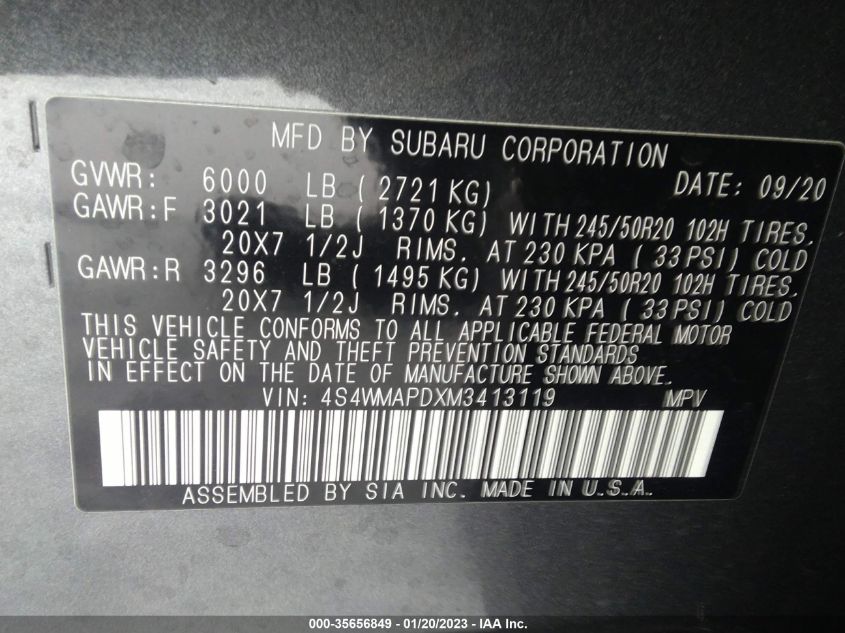 MFD BY SUBARU CORPORATION
GVWR: 6000 LB ( 2721 KG) DATE: 09/20
GAWR:F 3021 LB ( 1370 KG) WITH 245/50R20 102H TIRES.
20X7 1/2J RIMS. AT 230 KPA ( 33 PSI) COLD
GAWR:R 3296 LB ( 1495 KG) WITH 245/50R20 102H TIRES.
20X7 1/2J RIMS. AT 230 KPA ( 33 PSI) COLD
THIS VEHICLE CONFORMS TO ALL APPLICABLE FEDERAL MOTOR
VEHICLE SAFETY AND THEFT PREVENTION STANDARDS
IN EFFECT ON THE DATE OF MANUFACTURE SHOWN ABOVE.
VIN: 4S4WMAPDXM3413119 MPV
ASSEMBLED BY SIA INC. MADE IN U.S.A.
000-35656849 - 01/20/2023 - IAA Inc.